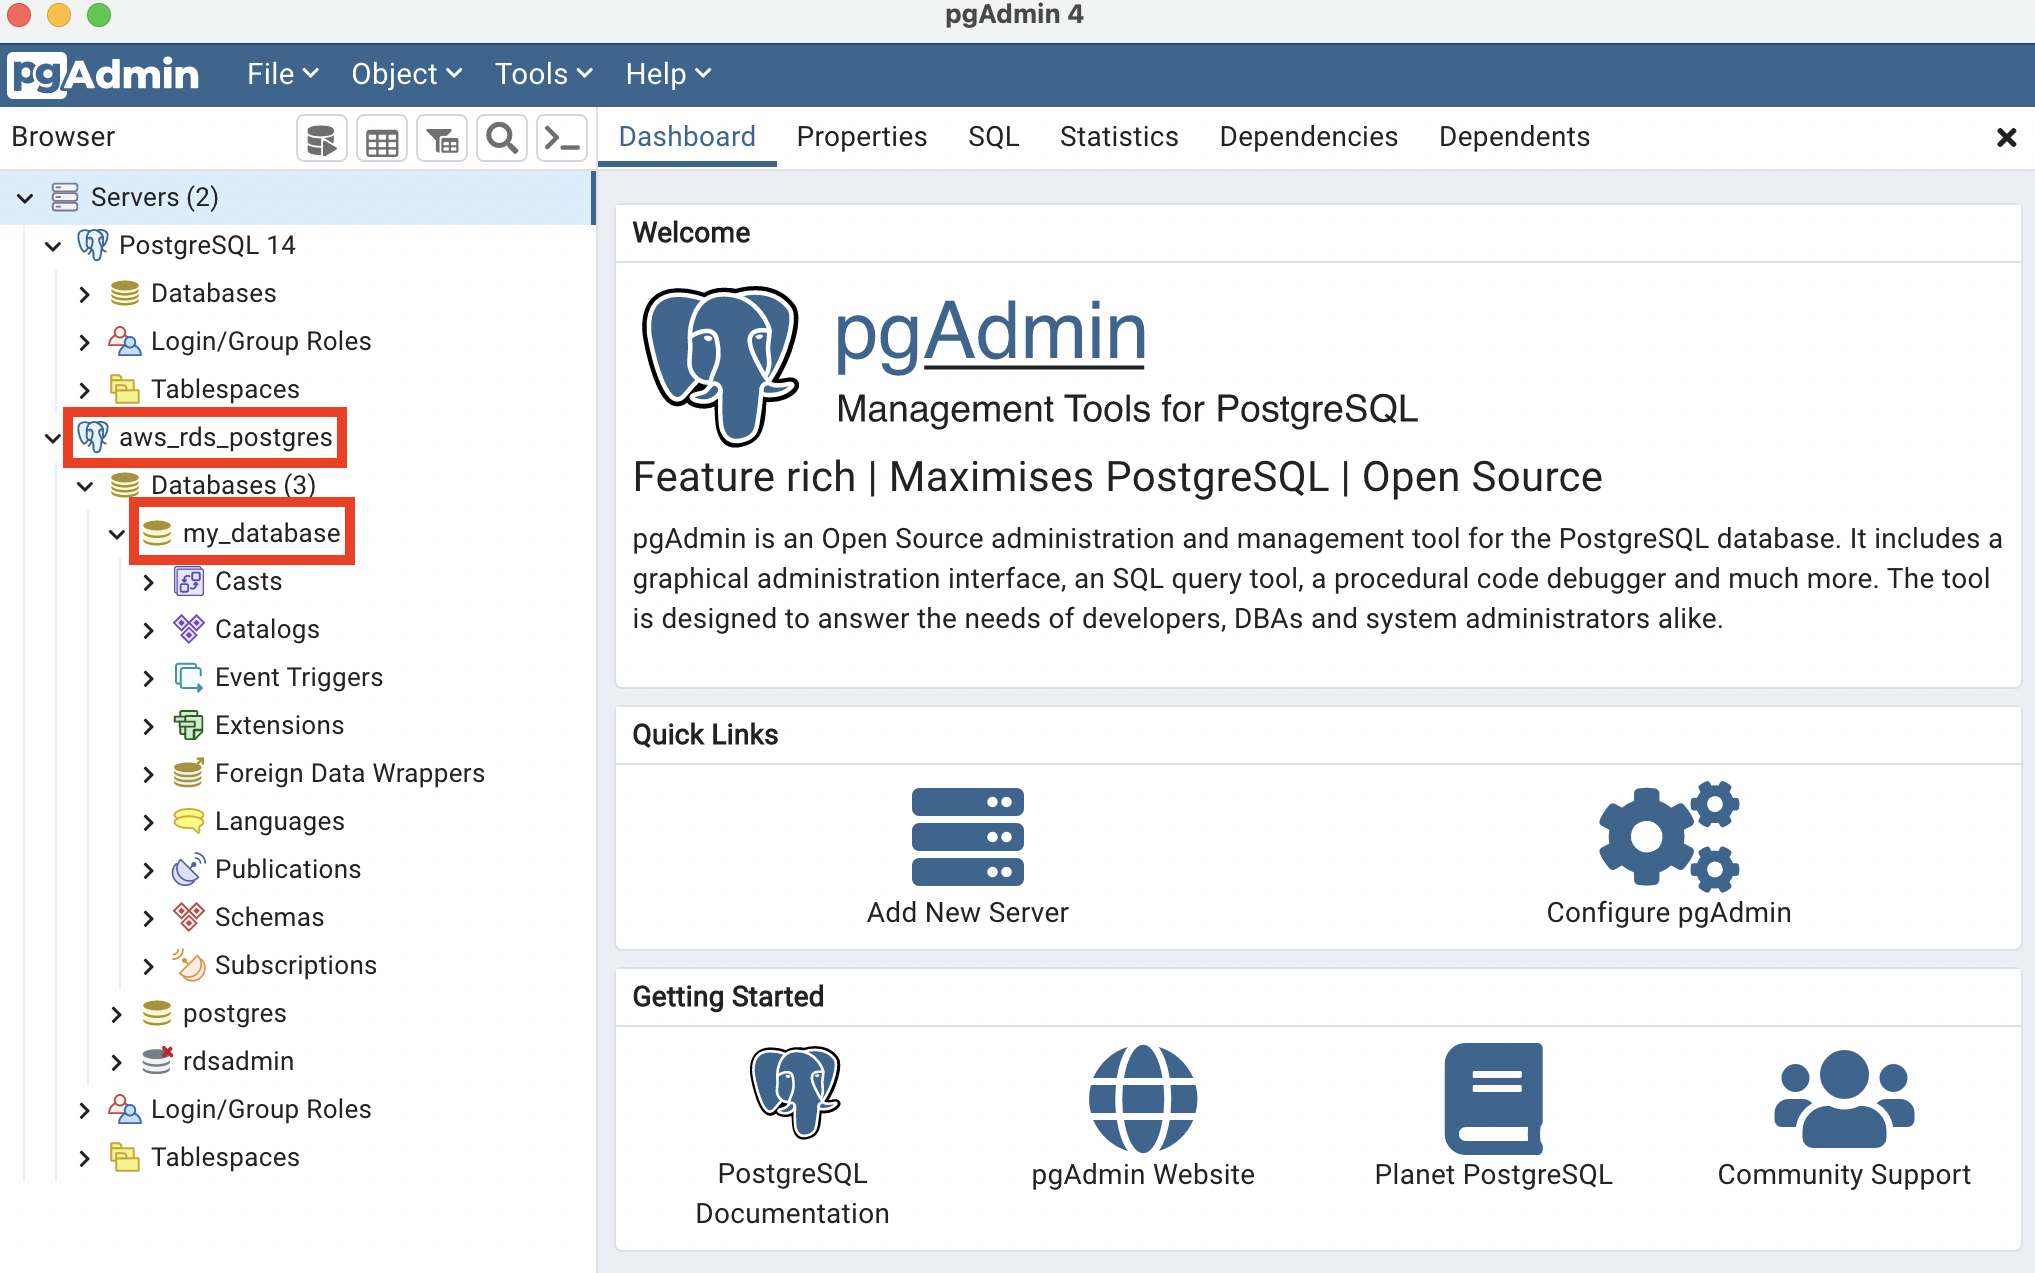 pgAdmin 4
pgAdmin File Object Tools Help
Browser
Dashboard Properties SQL Statistics Dependencies Dependents
Servers (2)
PostgreSQL 14
Databases
Login/Group Roles
Tablespaces
aws_rds_postgres
Databases (3)
my_database
Casts
Catalogs
Event Triggers
Extensions
Foreign Data Wrappers
Languages
Publications
Schemas
Subscriptions
postgres
rdsadmin
Login/Group Roles
Tablespaces
Welcome
pgAdmin
Management Tools for PostgreSQL
Feature rich | Maximises PostgreSQL | Open Source
pgAdmin is an Open Source administration and management tool for the PostgreSQL database. It includes a
graphical administration interface, an SQL query tool, a procedural code debugger and much more. The tool
is designed to answer the needs of developers, DBAs and system administrators alike.
Quick Links
Add New Server
Configure pgAdmin
Getting Started
PostgreSQL
Documentation
pgAdmin Website
Planet PostgreSQL
Community Support